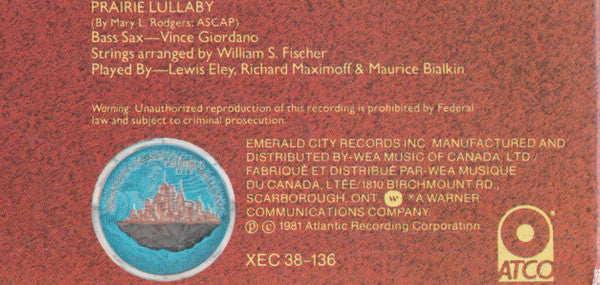 PRAIRIE LULLABY
(By Mary L. Rodgers: ASCAP)
Bass Sax—Vince Giordano
Strings arranged by William S. Fischer
Played By—Lewis Eley, Richard Maximoff & Maurice Bialkin
Warning: Unauthorized reproduction of this recording is prohibited by Federal
law and subject to criminal prosecution.
EMERALD CITY
EMERALD CITY RECORDS INC. MANUFACTURED AND
DISTRIBUTED BY-WEA MUSIC OF CANADA, LTD./
FABRIQUÉ ET DISTRIBUÉ PAR-WEA MUSIQUE
DU CANADA, LTÉE/1810 BIRCHMOUNT RD.,
SCARBOROUGH, ONT. W *A WARNER
COMMUNICATIONS COMPANY
℗ © 1981 Atlantic Recording Corporation.
XEC 38-136
ATCO